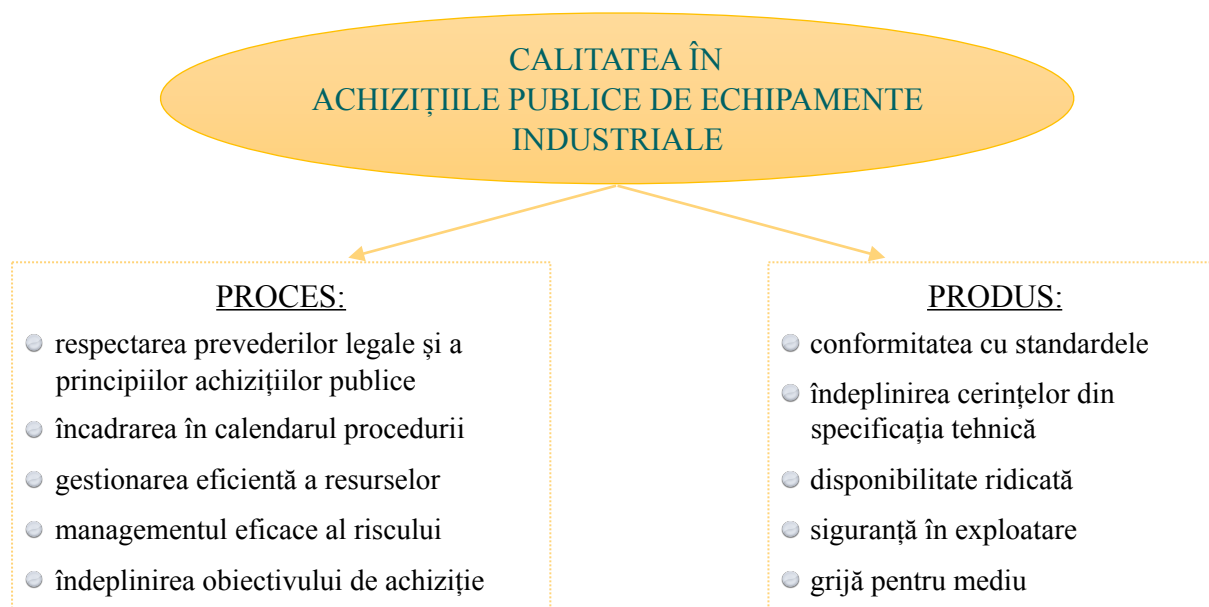 CALITATEA ÎN
ACHIZIȚIILE PUBLICE DE ECHIPAMENTE
INDUSTRIALE
PROCES:
respectarea prevederilor legale și a
principiilor achizițiilor publice
încadrarea în calendarul procedurii
gestionarea eficientă a resurselor
managementul eficace al riscului
îndeplinirea obiectivului de achiziție
PRODUS:
conformitatea cu standardele
îndeplinirea cerințelor din
specificația tehnică
disponibilitate ridicată
siguranță în exploatare
grijă pentru mediu